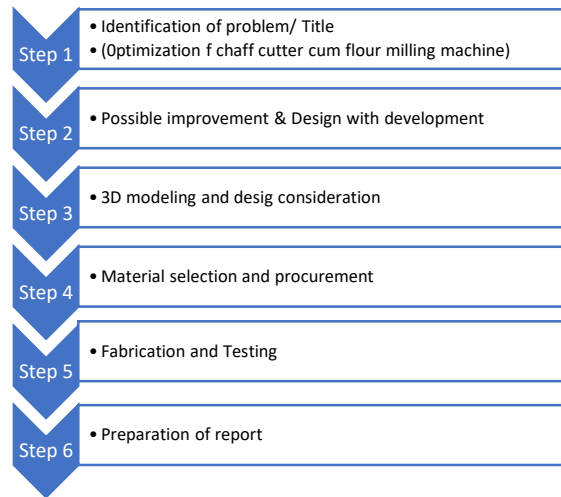 Step 1
• Identification of problem/ Title
• (0ptimization f chaff cutter cum flour milling machine)
Step 2
• Possible improvement & Design with development
Step 3
• 3D modeling and desig consideration
Step 4
• Material selection and procurement
Step 5
• Fabrication and Testing
Step 6
• Preparation of report